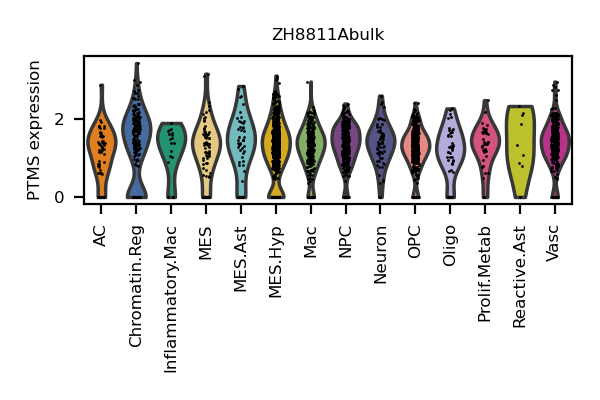 ZH8811Abulk
PTMS expression
2
0
AC
Chromatin.Reg
Inflammatory.Mac
MES
MES.Ast
MES.Hyp
Mac
NPC
Neuron
OPC
Oligo
Prolif.Metab
Reactive.Ast
Vasc